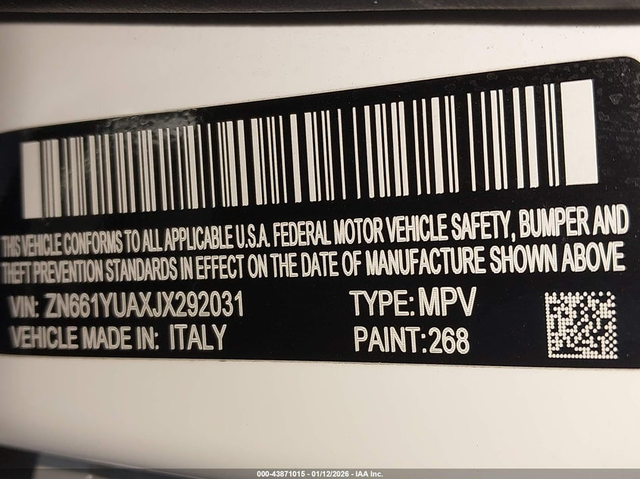 THIS VEHICLE CONFORMS TO ALL APPLICABLE U.S.A. FEDERAL MOTOR VEHICLE SAFETY, BUMPER AND
THEFT PREVENTION STANDARDS IN EFFECT ON THE DATE OF MANUFACTURE SHOWN ABOVE
VIN: ZN661YUAXJX292031 TYPE: MPV
VEHICLE MADE IN: ITALY PAINT: 268
000-43871015 - 01/12/2026 - IAA Inc.